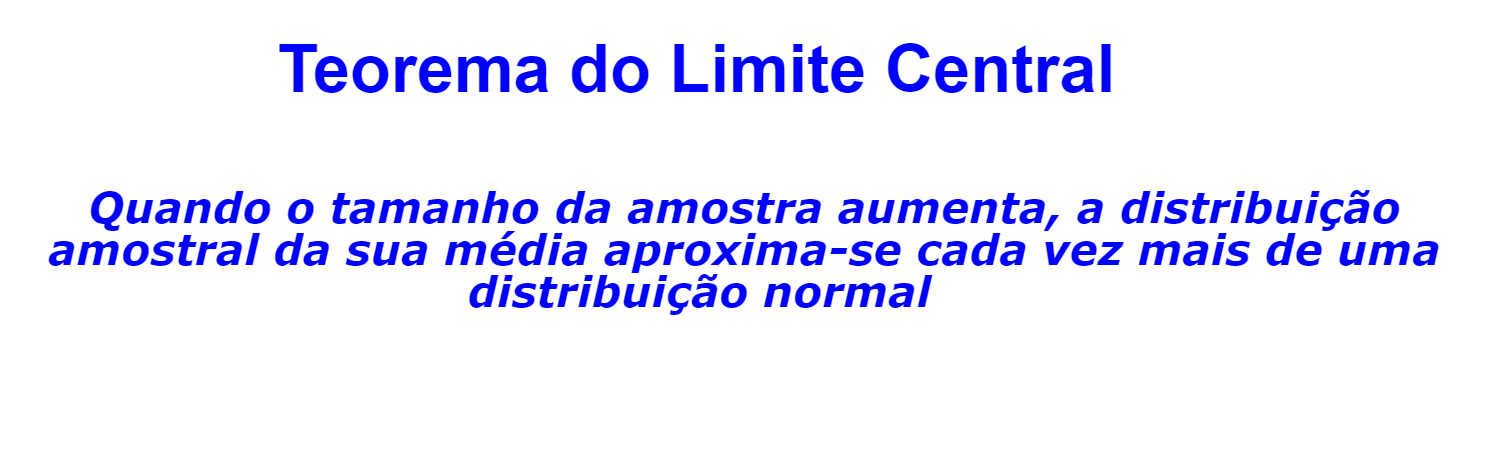 Teorema do Limite Central
Quando o tamanho da amostra aumenta, a distribuição
amostral da sua média aproxima-se cada vez mais de uma
distribuição normal